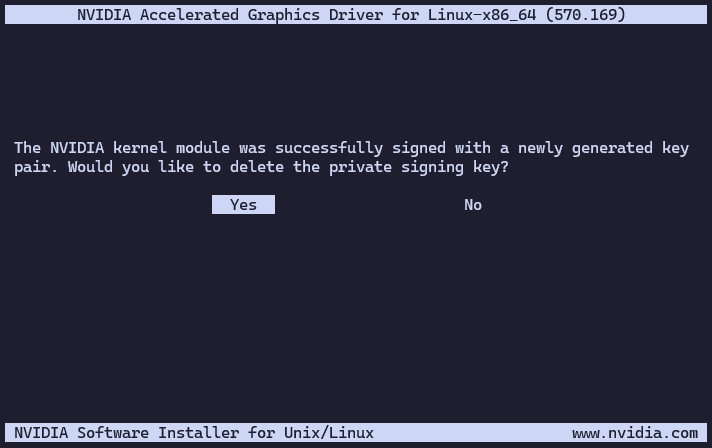 NVIDIA Accelerated Graphics Driver for Linux-x86_64 (570.169)
The NVIDIA kernel module was successfully signed with a newly generated key
pair. Would you like to delete the private signing key?
Yes No
NVIDIA Software Installer for Unix/Linux www.nvidia.com